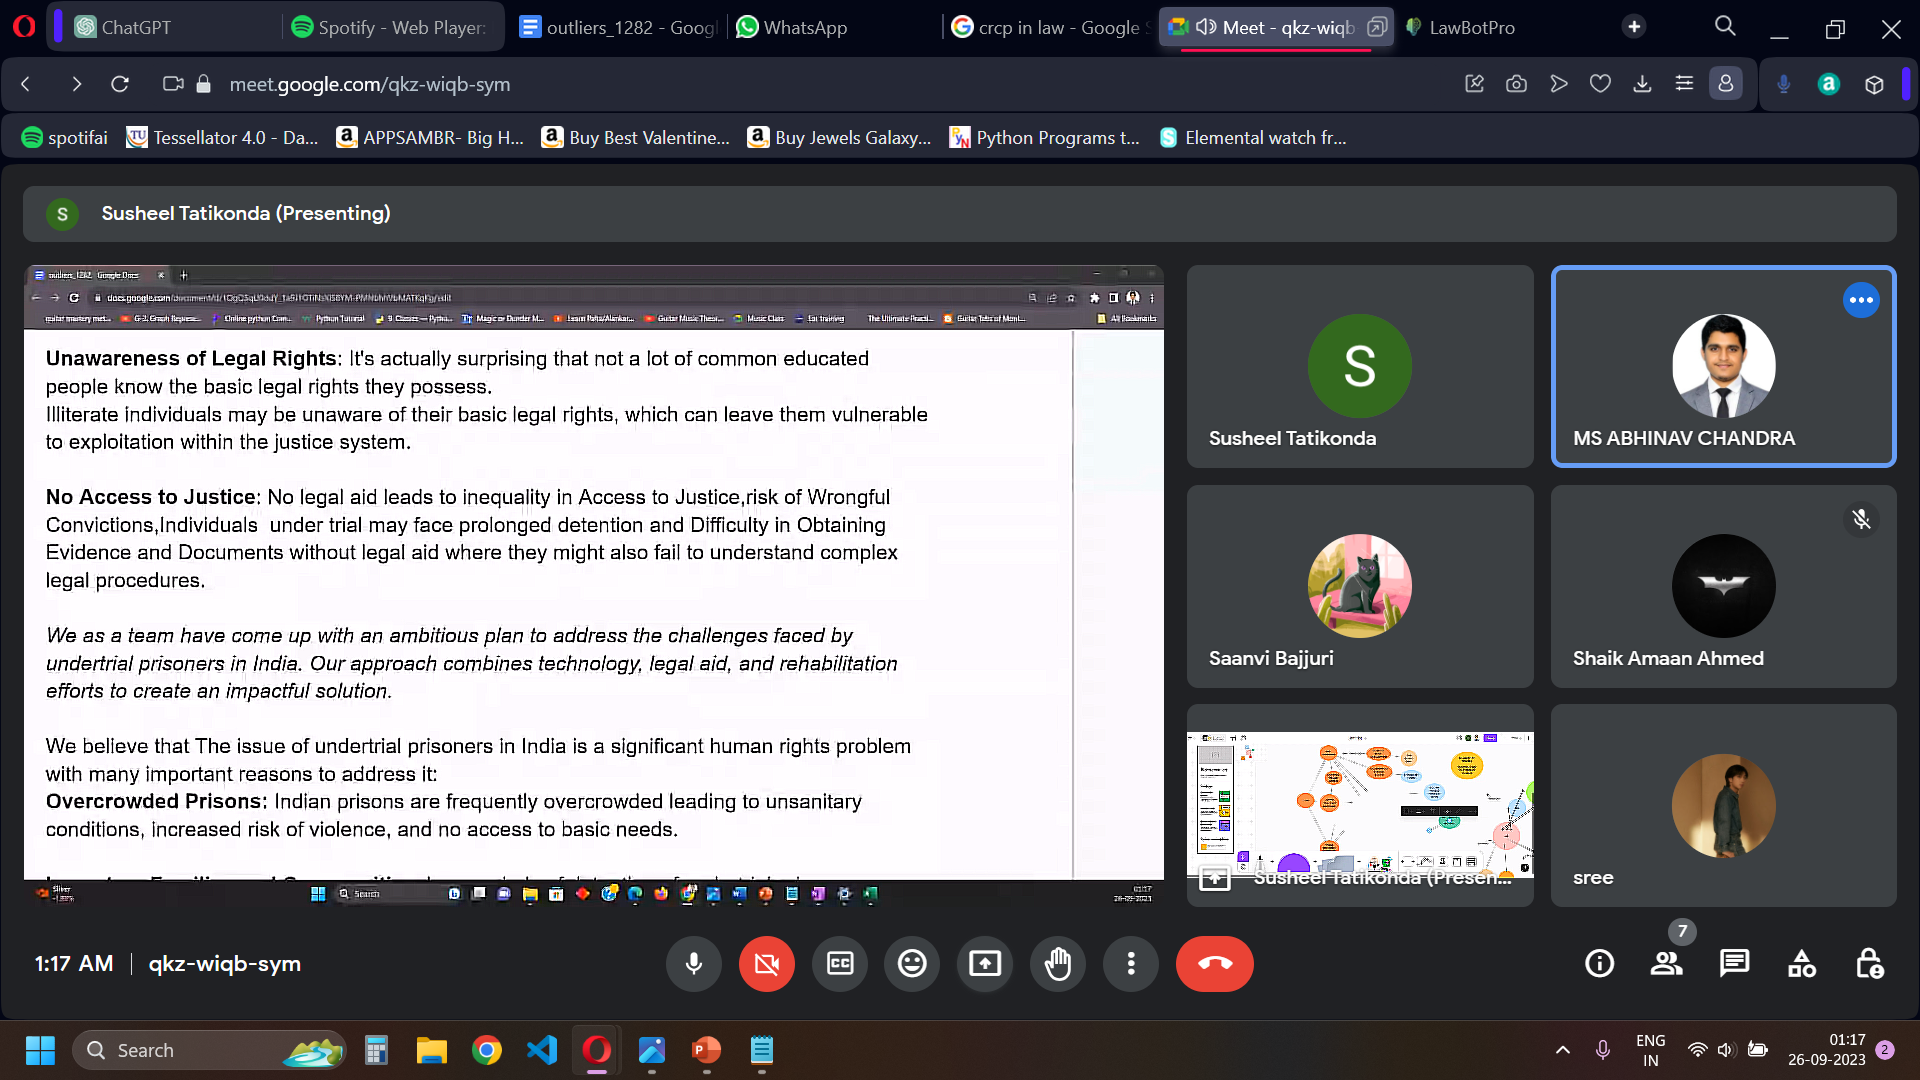 ChatGPT
Spotify - Web Player:
outliers_1282 - Googl
WhatsApp
crcp in law - Google S
Meet - qkz-wiqb
LawBotPro
meet.google.com/qkz-wiqb-sym
spotifai
Tessellator 4.0 - Da...
APPSAMBR- Big H...
Buy Best Valentine...
Buy Jewels Galaxy...
Python Programs t...
Elemental watch fr...
S
Susheel Tatikonda (Presenting)
outliers_1282 - Google Docs
Unawareness of Legal Rights: It's actually surprising that not a lot of common educated
people know the basic legal rights they possess.
Illiterate individuals may be unaware of their basic legal rights, which can leave them vulnerable
to exploitation within the justice system.
No Access to Justice: No legal aid leads to inequality in Access to Justice,risk of Wrongful
Convictions,Individuals under trial may face prolonged detention and Difficulty in Obtaining
Evidence and Documents without legal aid where they might also fail to understand complex
legal procedures.
We as a team have come up with an ambitious plan to address the challenges faced by
undertrial prisoners in India. Our approach combines technology, legal aid, and rehabilitation
efforts to create an impactful solution.
We believe that The issue of undertrial prisoners in India is a significant human rights problem
with many important reasons to address it:
Overcrowded Prisons: Indian prisons are frequently overcrowded leading to unsanitary
conditions, increased risk of violence, and no access to basic needs.
Search
01:17
26-09-2023
S
Susheel Tatikonda
MS ABHINAV CHANDRA
Saanvi Bajjuri
Shaik Amaan Ahmed
Susheel Tatikonda (Presen...
sree
1:17 AM
qkz-wiqb-sym
CC
7
Search
ENG
IN
01:17
26-09-2023
2